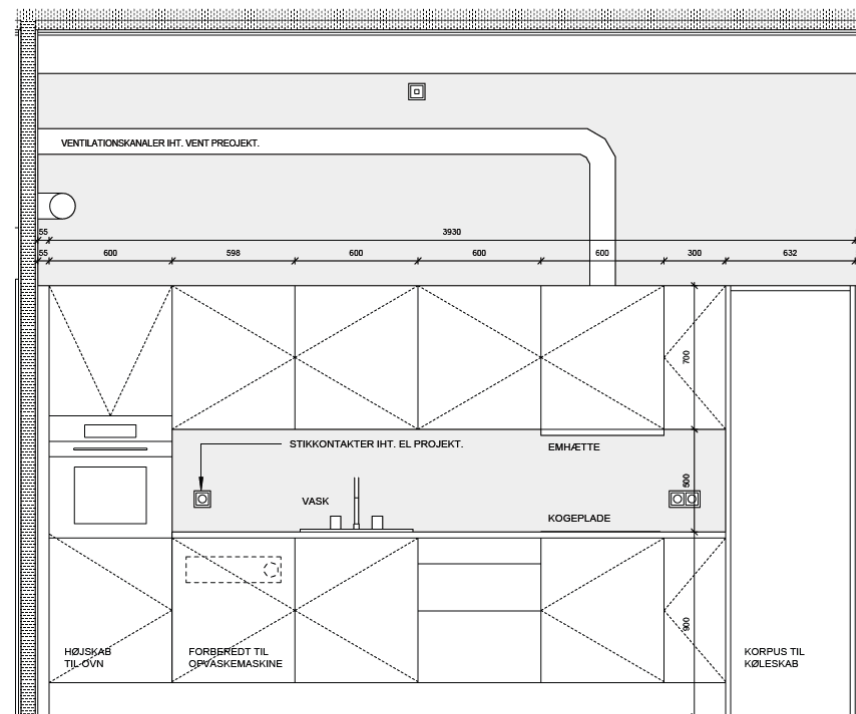 VENTILATIONSKANALER IHT. VENT PREOJEKT.
55 3930
55 600 598 600 600 600 300 632
700
STIKKONTAKTER IHT. EL PROJEKT.
EMHÆTTE
500
VASK
KOGEPLADE
900
HØJSKAB
TIL OVN
FORBEREDT TIL
OPVASKEMASKINE
KORPUS TIL
KØLESKAB